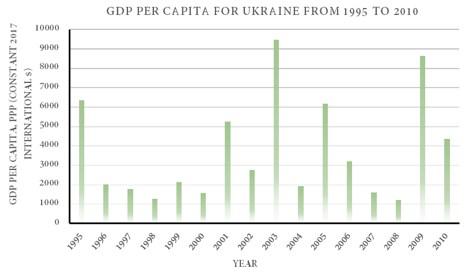 GDP PER CAPITA FOR UKRAINE FROM 1995 TO 2010
GDP PER CAPITA, PPP (CONSTANT 2017
INTERNATIONAL $)
10000
9000
8000
7000
6000
5000
4000
3000
2000
1000
0
1995 1996 1997 1998 1999 2000 2001 2002 2003 2004 2005 2006 2007 2008 2009 2010
YEAR